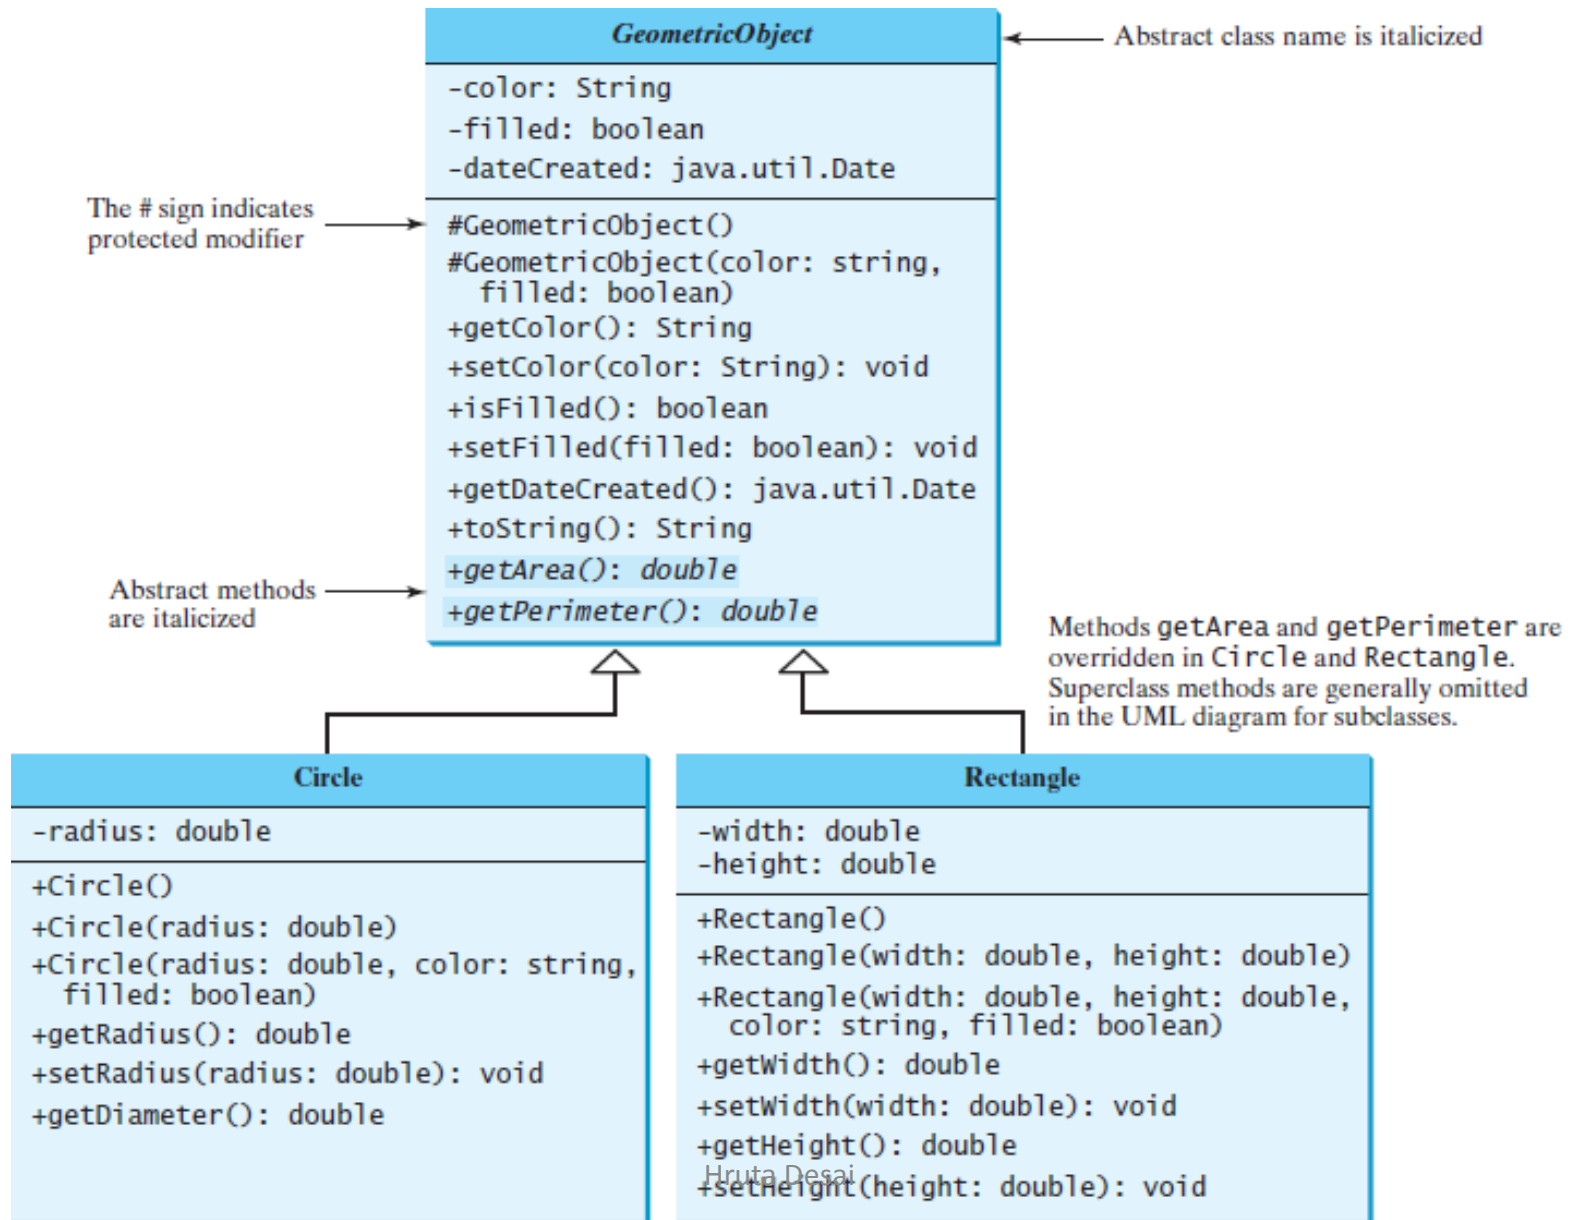 GeometricObject
Abstract class name is italicized
-color: String
-filled: boolean
-dateCreated: java.util.Date
The # sign indicates
protected modifier
#GeometricObject()
#GeometricObject(color: string,
filled: boolean)
+getColor(): String
+setColor(color: String): void
+isFilled(): boolean
+setFilled(filled: boolean): void
+getDateCreated(): java.util.Date
+toString(): String
+getArea(): double
+getPerimeter(): double
Abstract methods
are italicized
Methods getArea and getPerimeter are
overridden in Circle and Rectangle.
Superclass methods are generally omitted
in the UML diagram for subclasses.
Circle
-radius: double
+Circle()
+Circle(radius: double)
+Circle(radius: double, color: string,
filled: boolean)
+getRadius(): double
+setRadius(radius: double): void
+getDiameter(): double
Rectangle
-width: double
-height: double
+Rectangle()
+Rectangle(width: double, height: double)
+Rectangle(width: double, height: double,
color: string, filled: boolean)
+getWidth(): double
+setWidth(width: double): void
+getHeight(): double
+setHeight(height: double): void
Hruta Desai